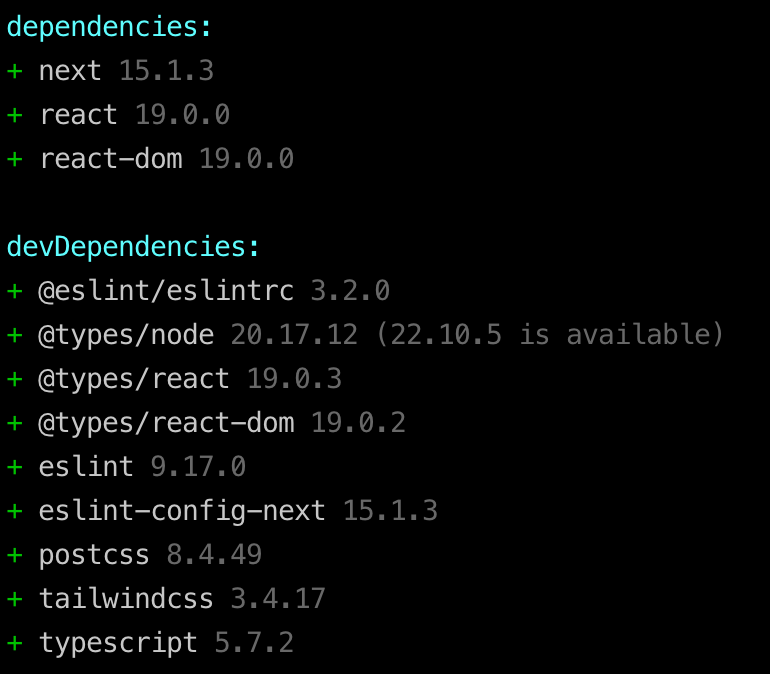 dependencies:
+ next 15.1.3
+ react 19.0.0
+ react-dom 19.0.0
devDependencies:
+ @eslint/eslintrc 3.2.0
+ @types/node 20.17.12 (22.10.5 is available)
+ @types/react 19.0.3
+ @types/react-dom 19.0.2
+ eslint 9.17.0
+ eslint-config-next 15.1.3
+ postcss 8.4.49
+ tailwindcss 3.4.17
+ typescript 5.7.2